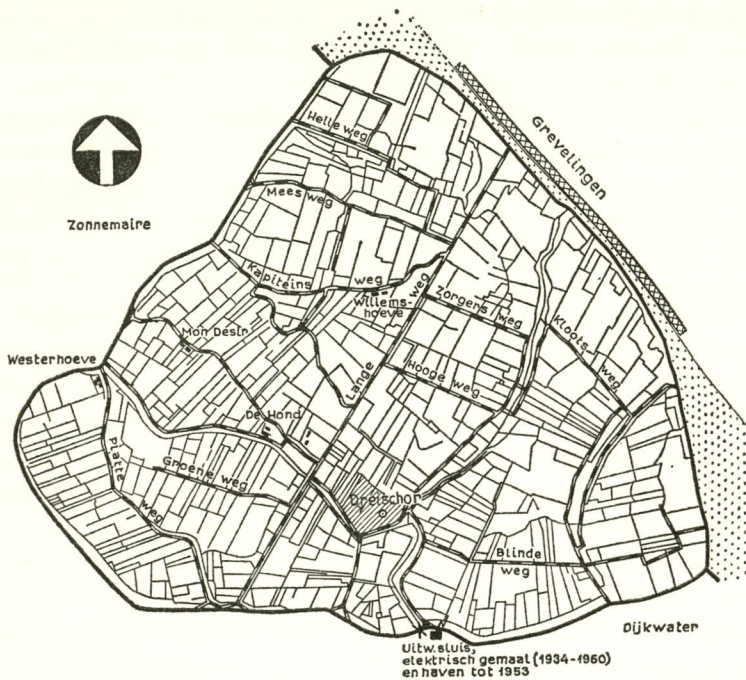 Helle weg
Grevelingen
Mees weg
Zonnemaire
Kapiteins weg
Willems-
hoeve
Zorgens weg
Kloots weg
Mon Desir
Westerhoeve
Lange weg
Hooge weg
De Hond
Platte weg
Groene weg
Dreischor
Blinde
weg
Dijkwater
Uitw. sluis,
elektrisch gemaal (1934-1960)
en haven tot 1953